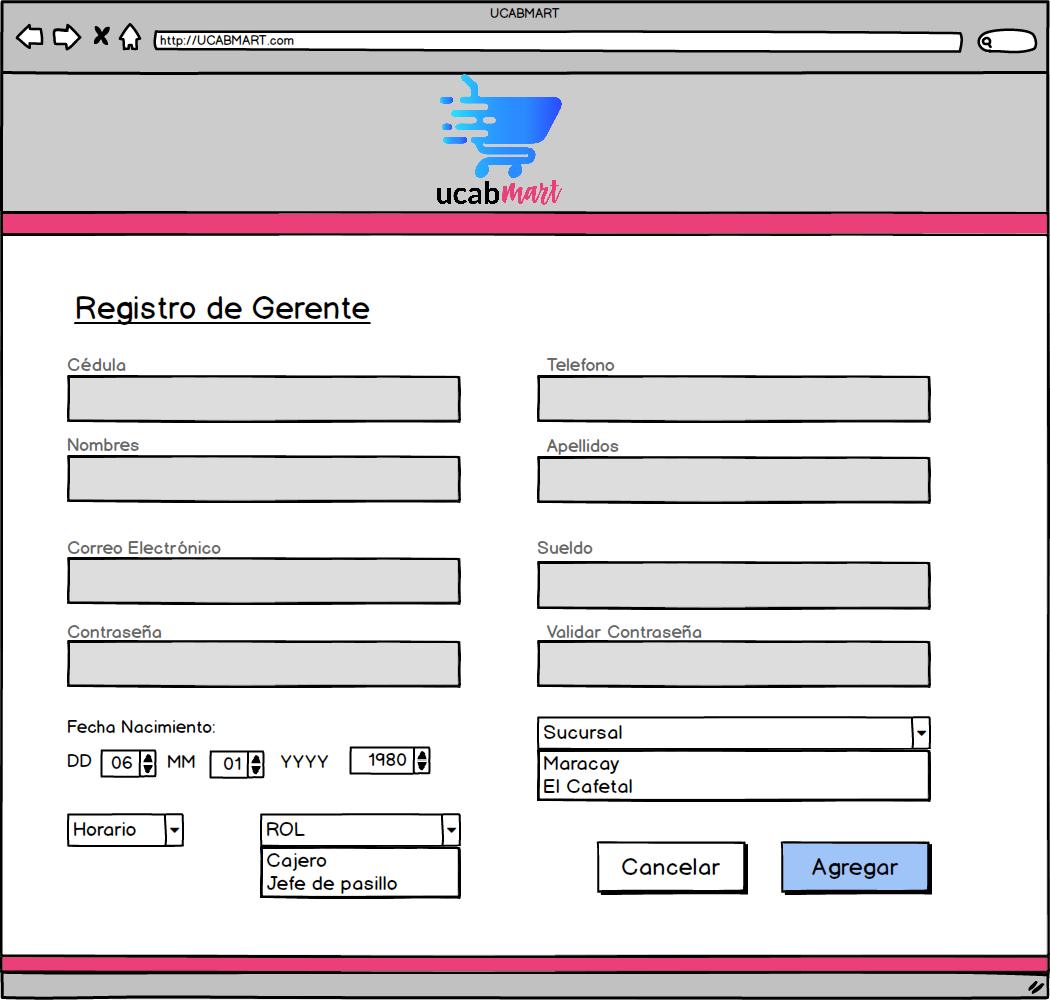 UCABMART
http://UCABMART.com
ucabmart
Registro de Gerente
Cédula
Telefono
Nombres
Apellidos
Correo Electrónico
Sueldo
Contraseña
Validar Contraseña
Fecha Nacimiento:
DD 06 MM 01 YYYY 1980
Sucursal
Maracay
El Cafetal
Horario
ROL
Cajero
Jefe de pasillo
Cancelar
Agregar